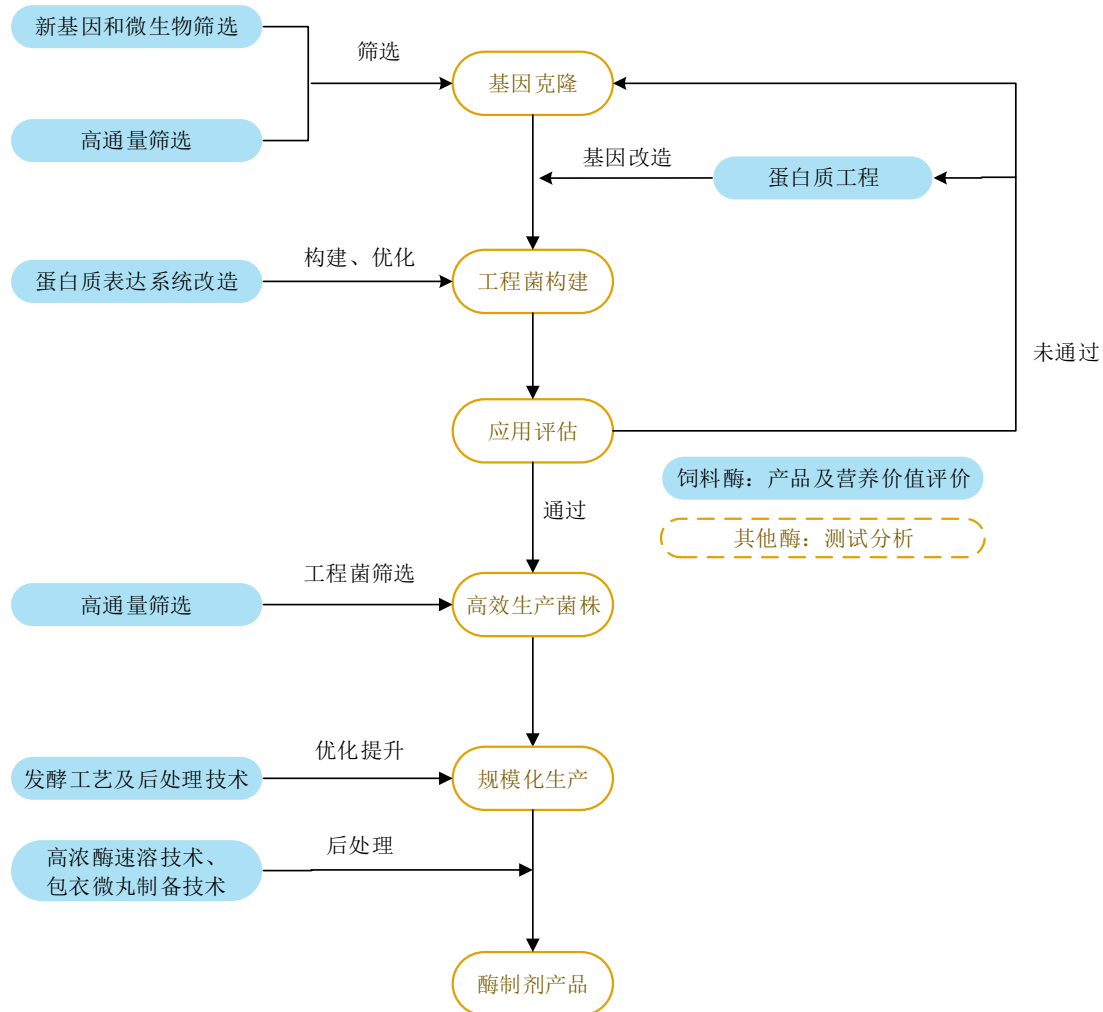 新基因和微生物筛选
筛选
基因克隆
高通量筛选
基因改造
蛋白质工程
构建、优化
蛋白质表达系统改造
工程菌构建
未通过
应用评估
饲料酶：产品及营养价值评价
通过
其他酶：测试分析
工程菌筛选
高通量筛选
高效生产菌株
优化提升
发酵工艺及后处理技术
规模化生产
后处理
高浓酶速溶技术、
包衣微丸制备技术
酶制剂产品